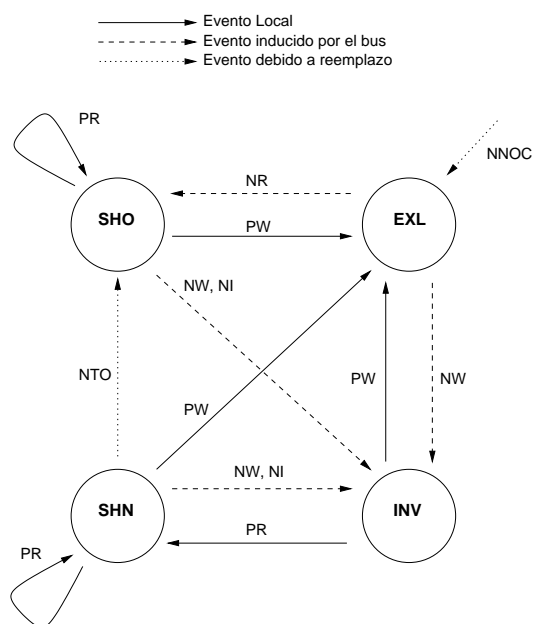 Evento Local
Evento inducido por el bus
Evento debido a reemplazo
PR
NNOC
NR
SHO
EXL
PW
NW, NI
NTO
PW
PW
NW
NW, NI
SHN
INV
PR
PR